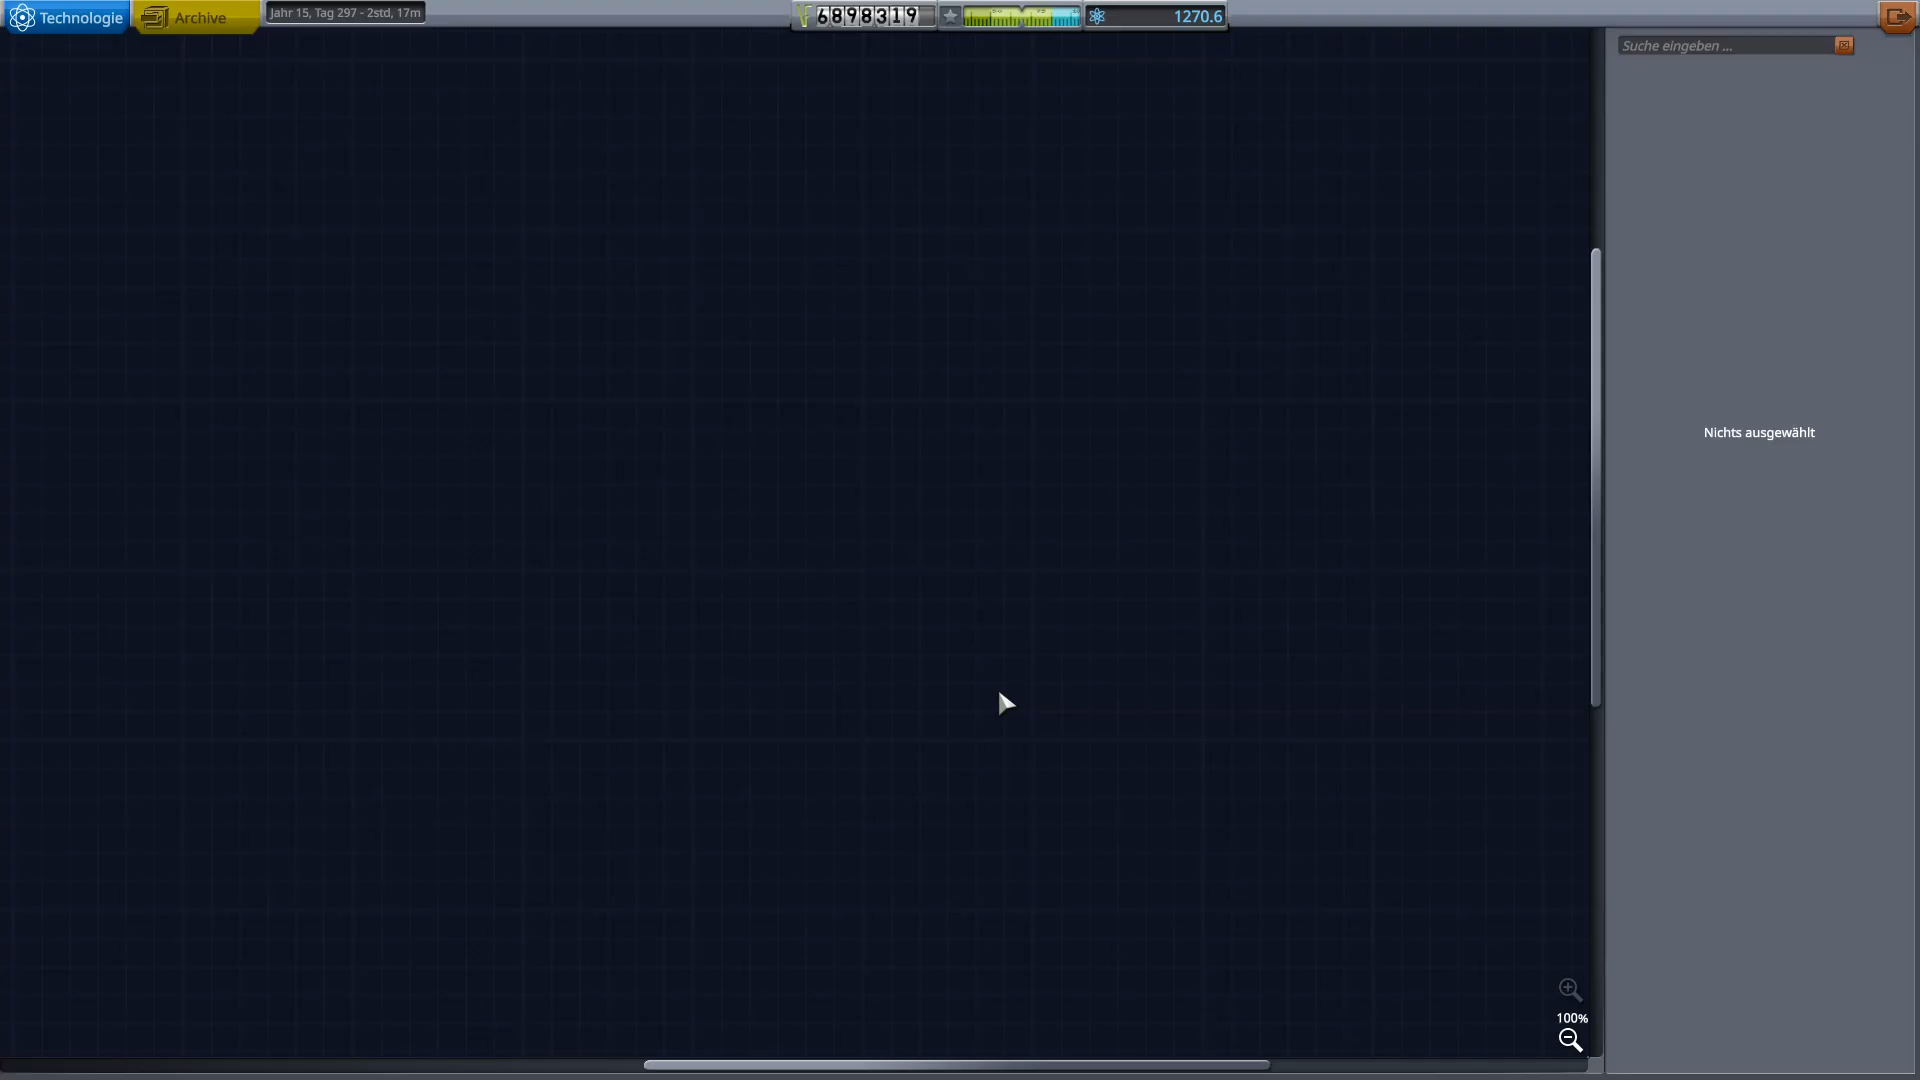 Technologie
Archive
Jahr 15, Tag 297 - 2std, 17m
6898319
1270.6
Suche eingeben ...
Nichts ausgewählt
100%